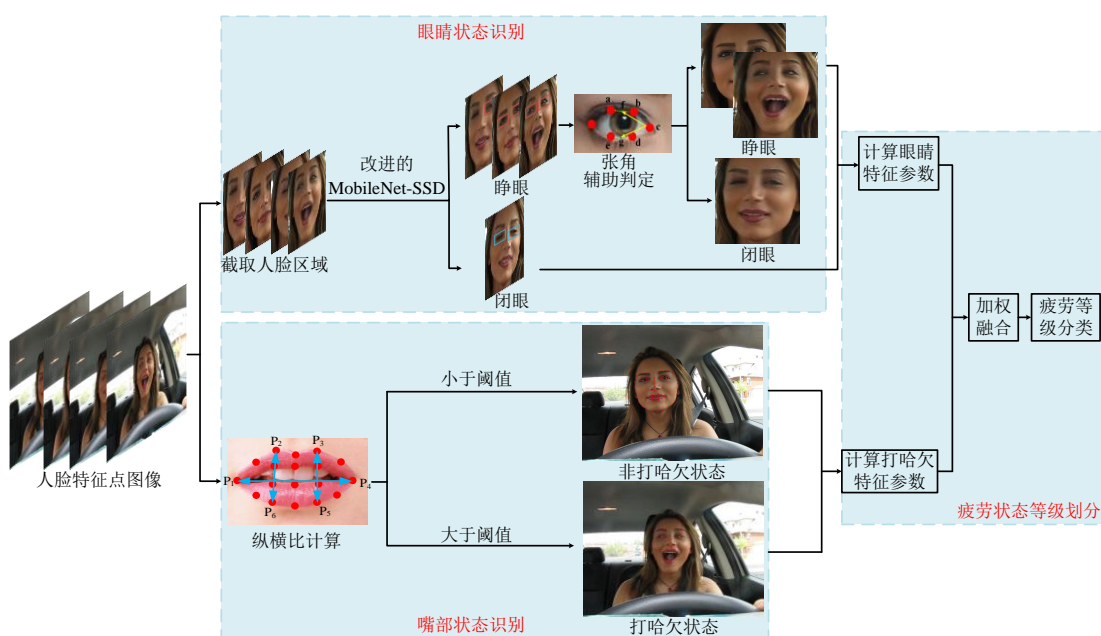 眼睛状态识别
a
f
b
c
e
g
d
改进的
MobileNet-SSD
睁眼
张角
辅助判定
睁眼
闭眼
截取人脸区域
闭眼
计算眼睛
特征参数
加权
融合
疲劳等
级分类
人脸特征点图像
P2
P3
P1
P4
P6
P5
纵横比计算
小于阈值
大于阈值
非打哈欠状态
打哈欠状态
嘴部状态识别
计算打哈欠
特征参数
疲劳状态等级划分